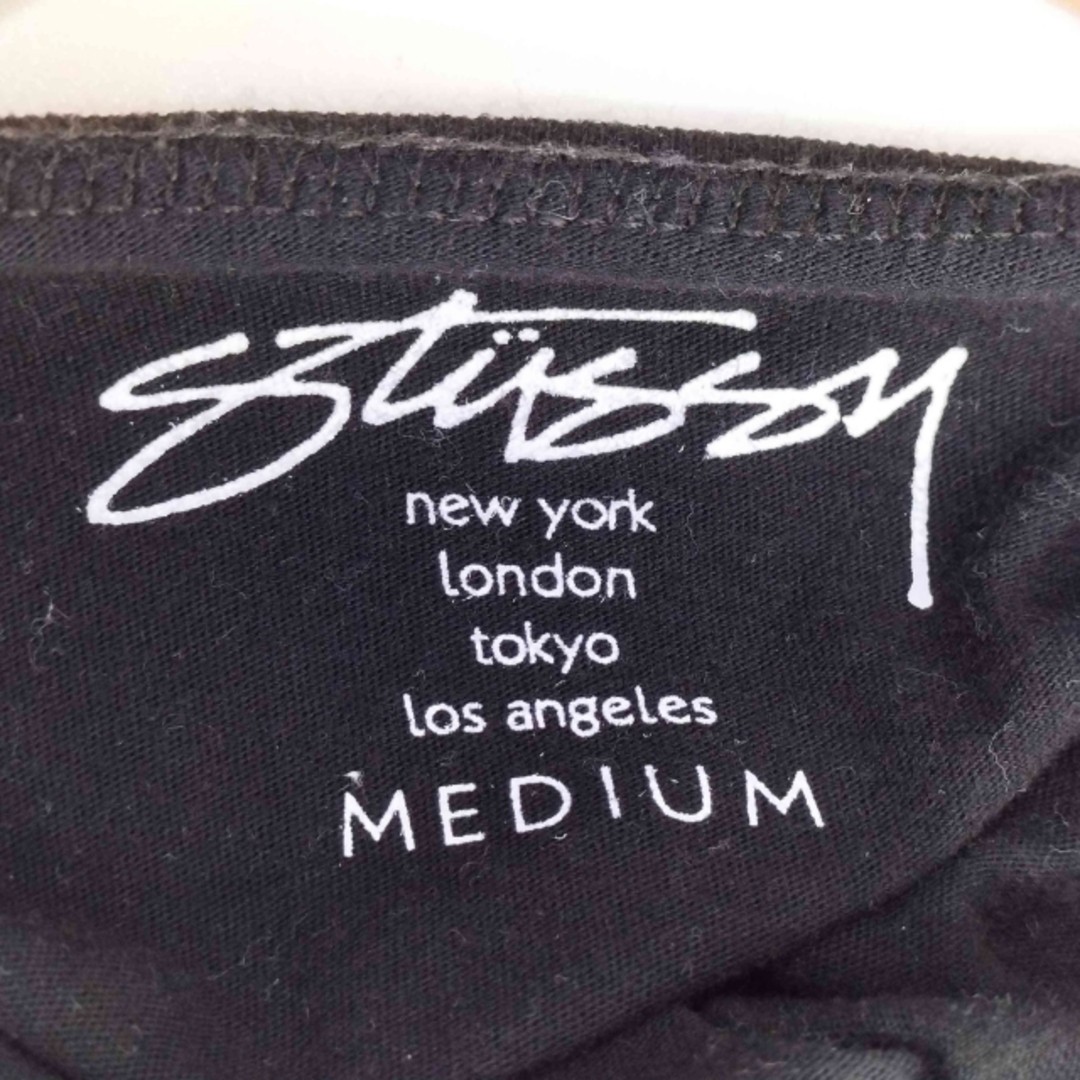 stüssy
new york
london
tokyo
los angeles
MEDIUM